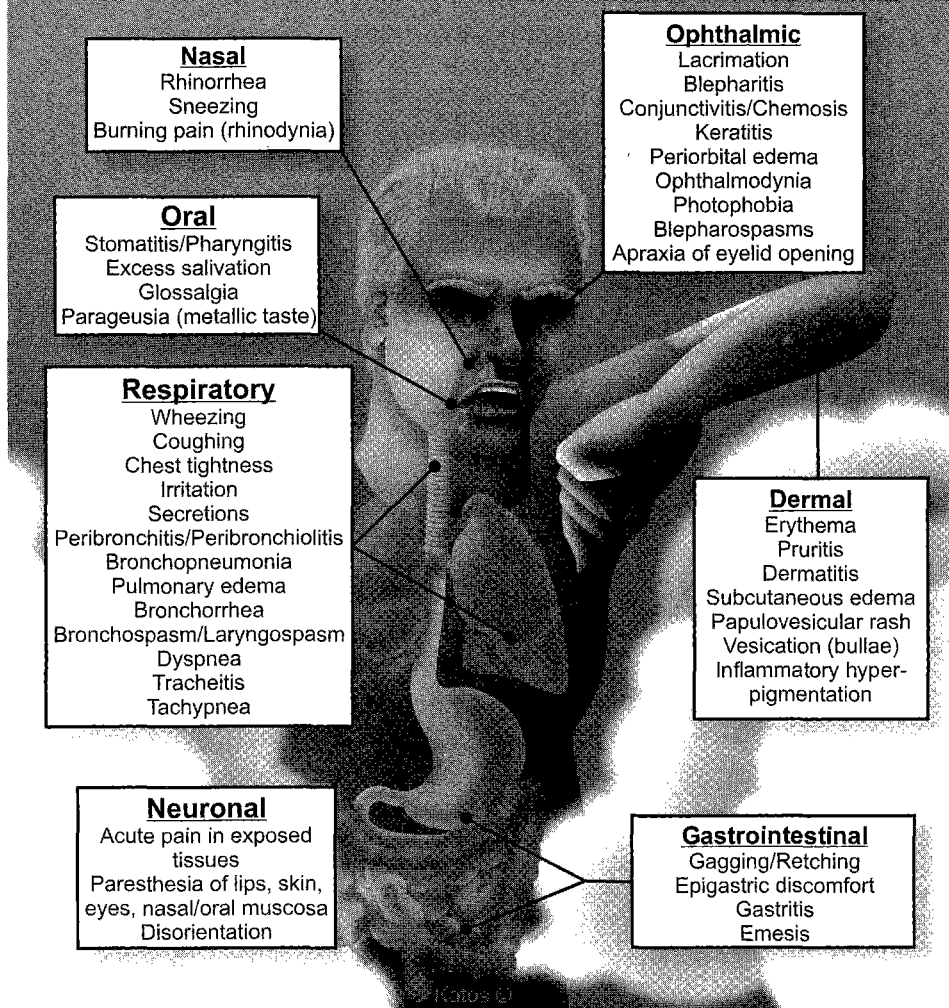 Nasal
Rhinorrhea
Sneezing
Burning pain (rhinodynia)
Ophthalmic
Lacrimation
Blepharitis
Conjunctivitis/Chemosis
Keratitis
Periorbital edema
Ophthalmodynia
Photophobia
Blepharospasms
Apraxia of eyelid opening
Oral
Stomatitis/Pharyngitis
Excess salivation
Glossalgia
Parageusia (metallic taste)
Respiratory
Wheezing
Coughing
Chest tightness
Irritation
Secretions
Peribronchitis/Peribronchiolitis
Bronchopneumonia
Pulmonary edema
Bronchorrhea
Bronchospasm/Laryngospasm
Dyspnea
Tracheitis
Tachypnea
Dermal
Erythema
Pruritis
Dermatitis
Subcutaneous edema
Papulovesicular rash
Vesication (bullae)
Inflammatory hyper-
pigmentation
Neuronal
Acute pain in exposed
tissues
Paresthesia of lips, skin,
eyes, nasal/oral muscosa
Disorientation
Gastrointestinal
Gagging/Retching
Epigastric discomfort
Gastritis
Emesis